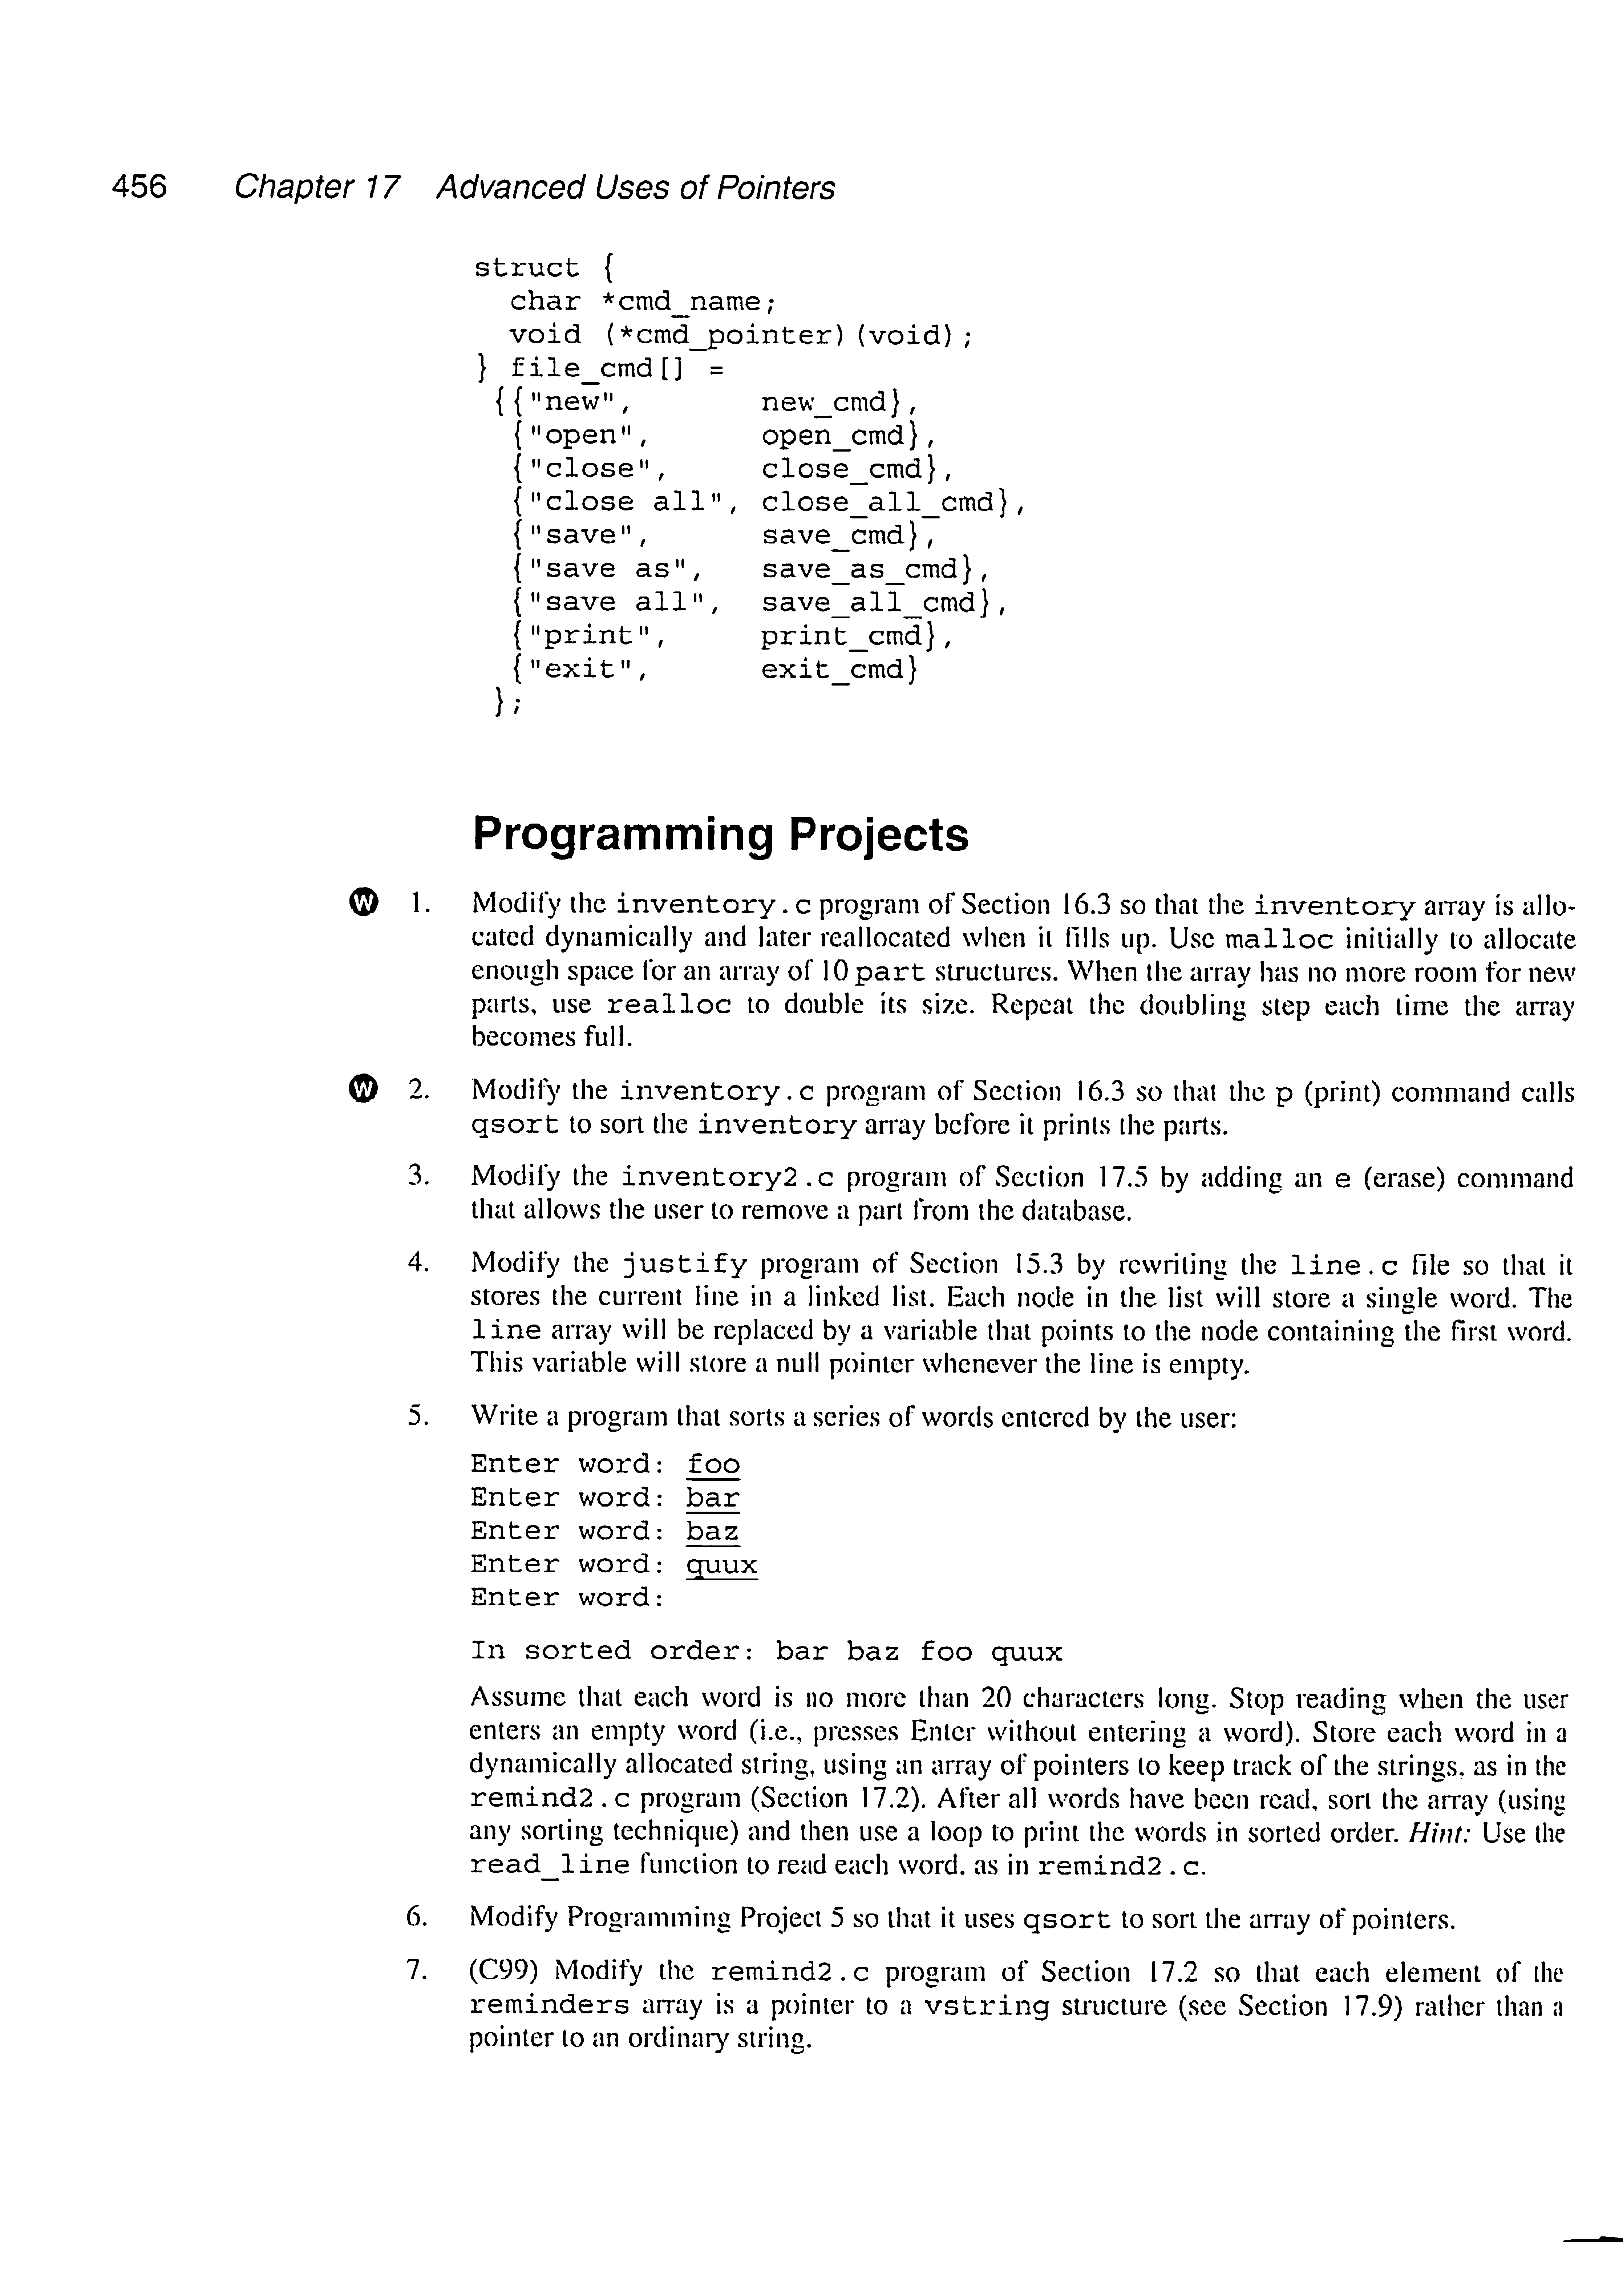 456 Chapter 17 Advanced Uses of Pointers
struct {
  char *cmd_name;
  void (*cmd_pointer)(void);
} file_cmd[] =
 {{"new",       new_cmd},
  {"open",      open_cmd},
  {"close",     close_cmd},
  {"close all", close_all_cmd},
  {"save",      save_cmd},
  {"save as",   save_as_cmd},
  {"save all",  save_all_cmd},
  {"print",     print_cmd},
  {"exit",      exit_cmd}
 };
Programming Projects
W 1. Modify the inventory.c program of Section 16.3 so that the inventory array is allo-
cated dynamically and later reallocated when it fills up. Use malloc initially to allocate
enough space for an array of 10 part structures. When the array has no more room for new
parts, use realloc to double its size. Repeat the doubling step each time the array
becomes full.
W 2. Modify the inventory.c program of Section 16.3 so that the p (print) command calls
qsort to sort the inventory array before it prints the parts.
3. Modify the inventory2.c program of Section 17.5 by adding an e (erase) command
that allows the user to remove a part from the database.
4. Modify the justify program of Section 15.3 by rewriting the line.c file so that it
stores the current line in a linked list. Each node in the list will store a single word. The
line array will be replaced by a variable that points to the node containing the first word.
This variable will store a null pointer whenever the line is empty.
5. Write a program that sorts a series of words entered by the user:
Enter word: foo
Enter word: bar
Enter word: baz
Enter word: quux
Enter word:
In sorted order: bar baz foo quux
Assume that each word is no more than 20 characters long. Stop reading when the user
enters an empty word (i.e., presses Enter without entering a word). Store each word in a
dynamically allocated string, using an array of pointers to keep track of the strings, as in the
remind2.c program (Section 17.2). After all words have been read, sort the array (using
any sorting technique) and then use a loop to print the words in sorted order. Hint: Use the
read_line function to read each word, as in remind2.c.
6. Modify Programming Project 5 so that it uses qsort to sort the array of pointers.
7. (C99) Modify the remind2.c program of Section 17.2 so that each element of the
reminders array is a pointer to a vstring structure (see Section 17.9) rather than a
pointer to an ordinary string.